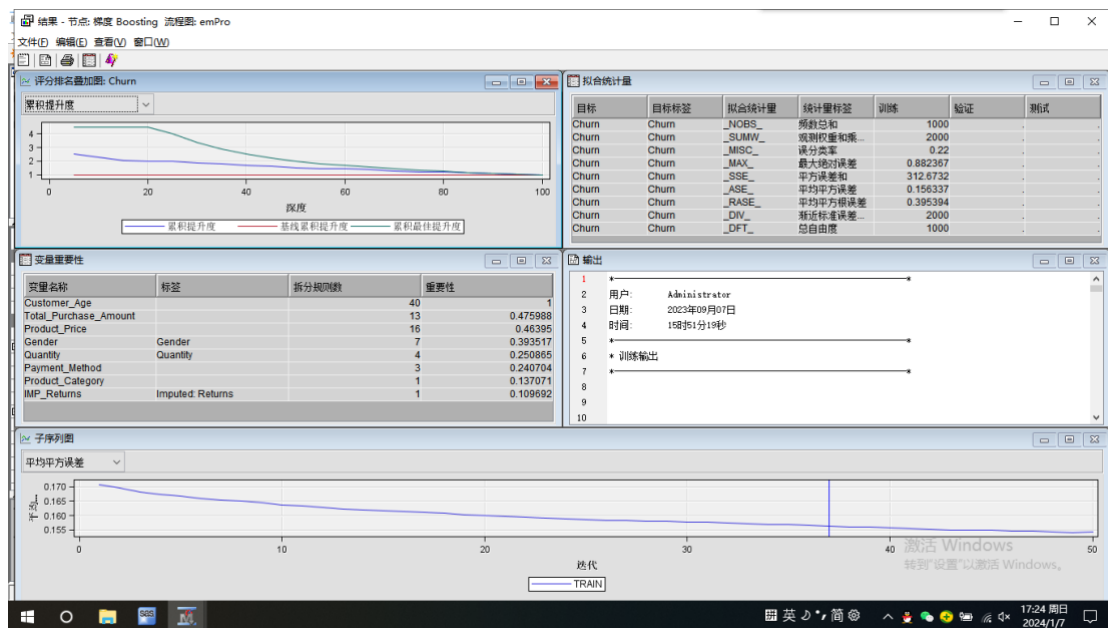 结果 - 节点: 梯度 Boosting 流程图: emPro
文件(F) 编辑(E) 查看(V) 窗口(W)
评分排名叠加图: Churn
累积提升度
4
3
2
1
0 20 40 60 80 100
深度
累积提升度 基线累积提升度 累积最佳提升度
拟合统计量
目标 目标标签 拟合统计量 统计量标签 训练 验证 测试
Churn Churn _NOBS_ 频数总和 1000 . .
Churn Churn _SUMW_ 观测权重和乘... 2000 . .
Churn Churn _MISC_ 误分类率 0.22 . .
Churn Churn _MAX_ 最大绝对误差 0.882367 . .
Churn Churn _SSE_ 平方误差和 312.6732 . .
Churn Churn _ASE_ 平均平方误差 0.156337 . .
Churn Churn _RASE_ 平均平方根误差 0.395394 . .
Churn Churn _DIV_ 渐近标准误差... 2000 . .
Churn Churn _DFT_ 总自由度 1000 . .
变量重要性
变量名称 标签 拆分规则数 重要性
Customer_Age 40 1
Total_Purchase_Amount 13 0.475988
Product_Price 16 0.46395
Gender Gender 7 0.393517
Quantity Quantity 4 0.250865
Payment_Method 3 0.240704
Product_Category 1 0.137071
IMP_Returns Imputed: Returns 1 0.109692
输出
1 *------------------------------------------------------------*
2 用户: Administrator
3 日期: 2023年09月07日
4 时间: 15时51分19秒
5 *------------------------------------------------------------*
6 * 训练输出
7 *------------------------------------------------------------*
8
9
10
子序列图
平均平方误差
平均...
0.170
0.165
0.160
0.155
0 10 20 30 40 50
迭代
TRAIN
激活 Windows
转到"设置"以激活 Windows。
SAS
英 简
17:24 周日
2024/1/7